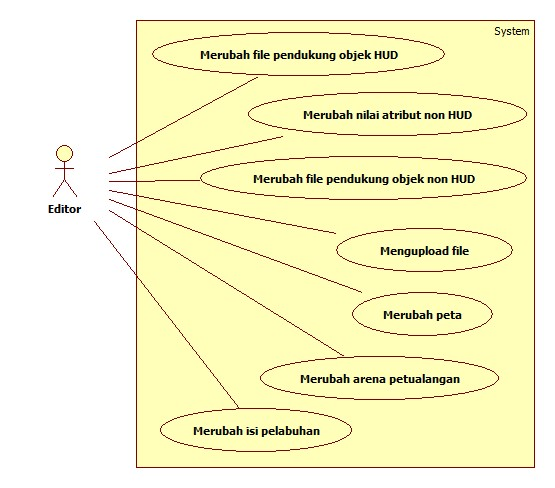 System
Merubah file pendukung objek HUD
Merubah nilai atribut non HUD
Merubah file pendukung objek non HUD
Editor
Mengupload file
Merubah peta
Merubah arena petualangan
Merubah isi pelabuhan